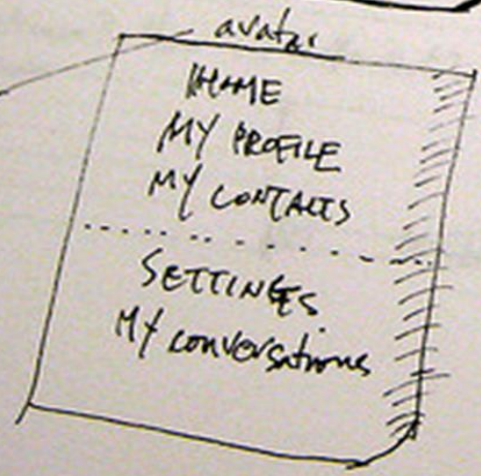 avatar
HOME
MY PROFILE
MY CONTACTS
SETTINGS
MY conversations